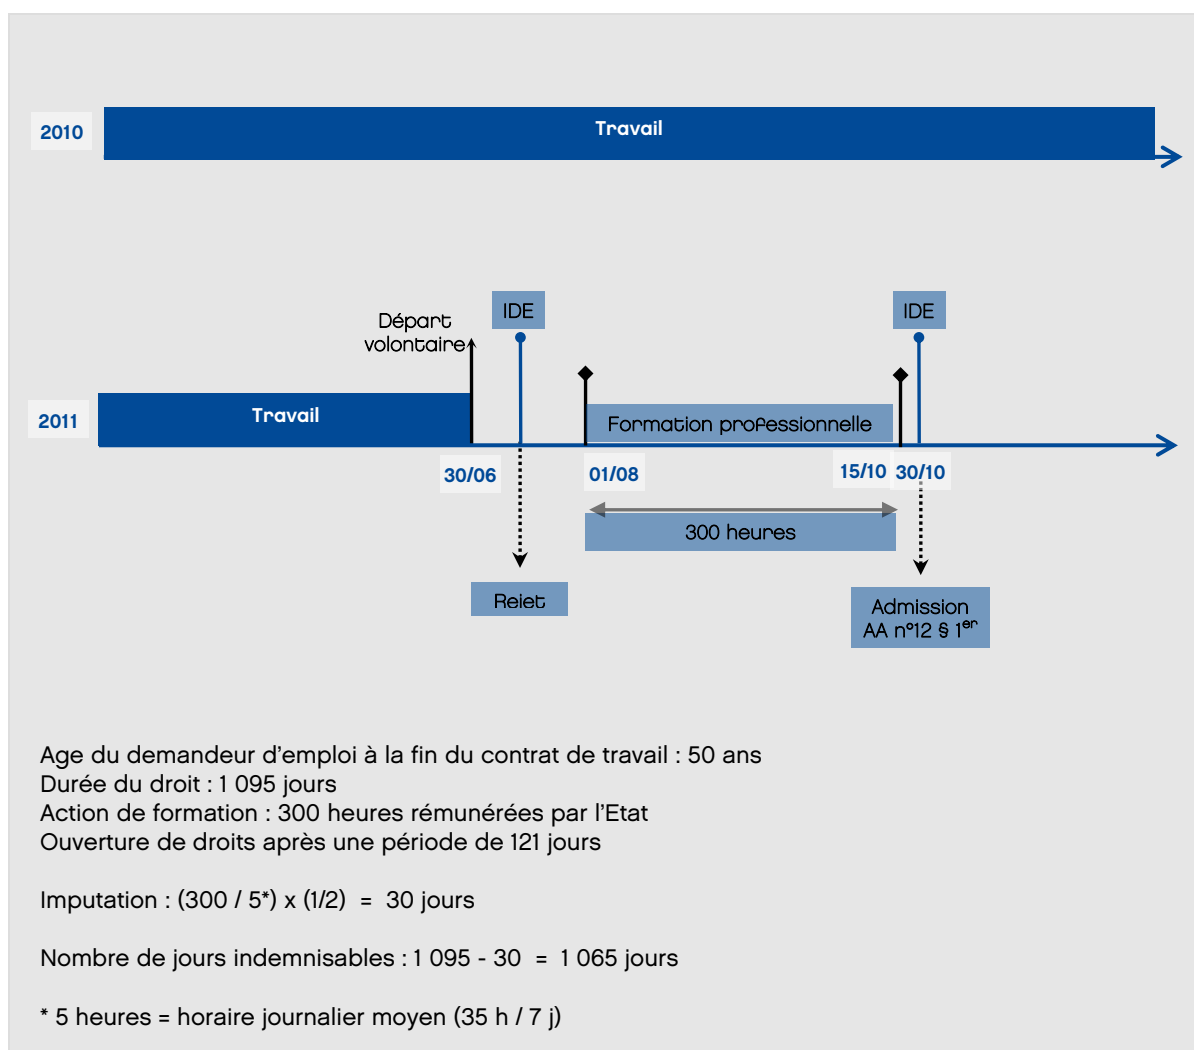 2010
Travail
Départ
volontaire
IDE
IDE
2011
Travail
Formation professionnelle
30/06
01/08
15/10
30/10
300 heures
Reiet
Admission
AA n°12 § 1er
Age du demandeur d'emploi à la fin du contrat de travail : 50 ans
Durée du droit : 1 095 jours
Action de formation : 300 heures rémunérées par l'Etat
Ouverture de droits après une période de 121 jours
Imputation : (300 / 5*) x (1/2) = 30 jours
Nombre de jours indemnisables : 1 095 - 30 = 1 065 jours
* 5 heures = horaire journalier moyen (35 h / 7 j)